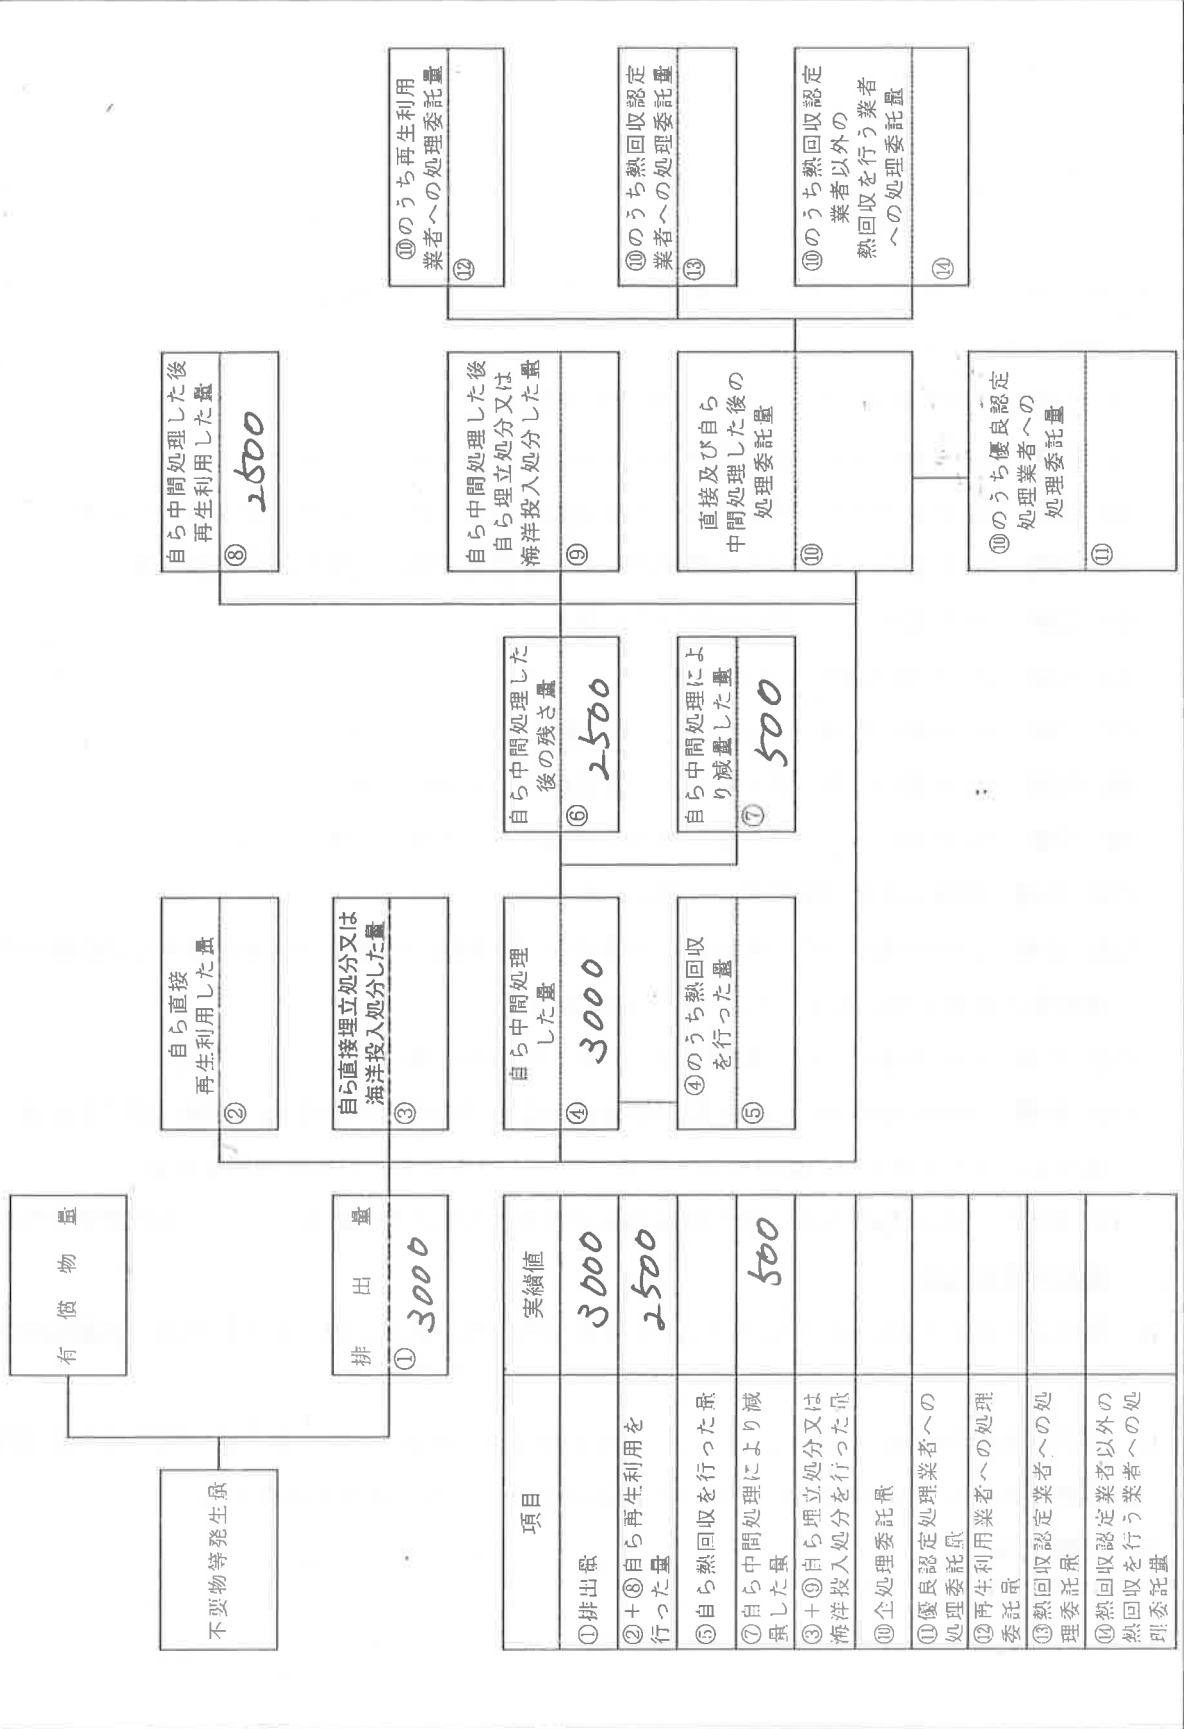 不要物等発生量
有償物量
排出量
① 3000
自ら直接
再生利用した量
②
自ら直接埋立処分又は
海洋投入処分した量
③
自ら中間処理
した量
④ 3000
④のうち熱回収
を行った量
⑤
自ら中間処理した
後の残さ量
⑥ 2500
自ら中間処理によ
り減量した量
⑦ 500
自ら中間処理した後
再生利用した量
⑧ 2500
自ら中間処理した後
自ら埋立処分又は
海洋投入処分した量
⑨
直接及び自ら
中間処理した後の
処理委託量
⑩
⑩のうち優良認定
処理業者への
処理委託量
⑪
⑩のうち再生利用
業者への処理委託量
⑫
⑩のうち熱回収認定
業者への処理委託量
⑬
⑩のうち熱回収認定
業者以外の
熱回収を行う業者
への処理委託量
⑭
項目 実績値
①排出量 3000
②+⑧自ら再生利用を
行った量 2500
⑤自ら熱回収を行った量
⑦自ら中間処理により減
量した量 500
③+⑨自ら埋立処分又は
海洋投入処分を行った量
⑩全処理委託量
⑪優良認定処理業者への
処理委託量
⑫再生利用業者への処理
委託量
⑬熱回収認定業者への処
理委託量
⑭熱回収認定業者以外の
熱回収を行う業者への処
理委託量